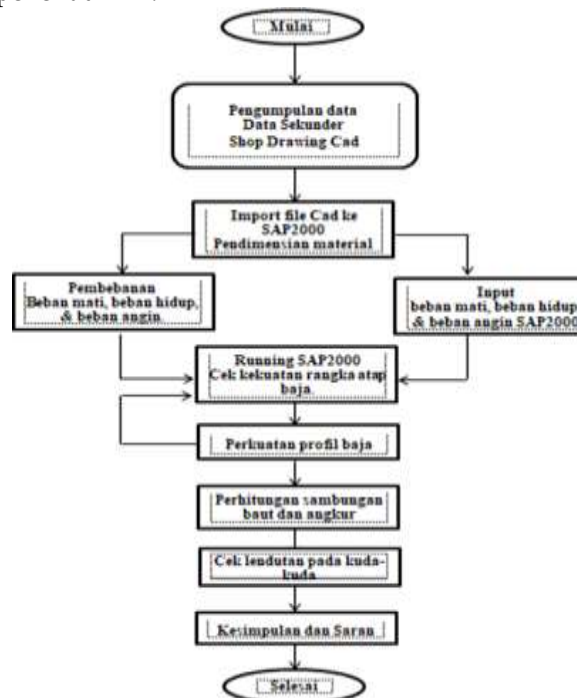 Mulai
Pengumpulan data
Data Sekunder
Shop Drawing Cad
Import file Cad ke
SAP2000
Pendimensian material
Pembebanan
Beban mati, beban hidup,
& beban angin.
Input
beban mati, beban hidup
& beban angin SAP2000
Running SAP2000
Cek kekuatan rangka atap
baja.
Perkuatan profil baja
Perhitungan sambungan
baut dan angkur
Cek lendutan pada kuda-
kuda
Kesimpulan dan Saran
Selesai